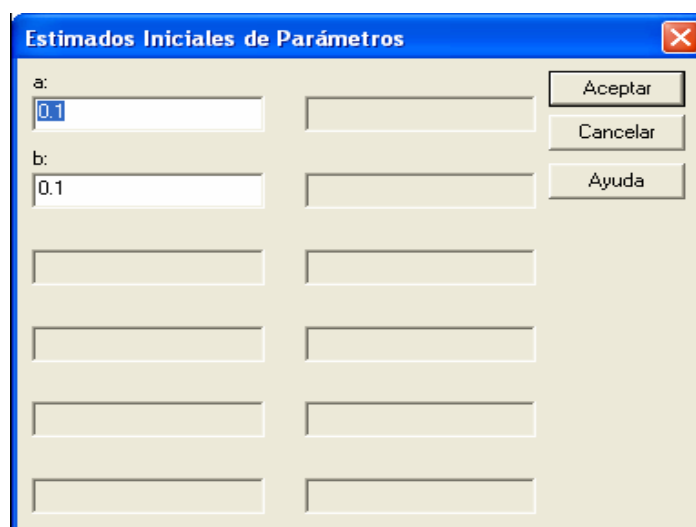 Estimados Iniciales de Parámetros
a:
0.1
b:
0.1
Aceptar
Cancelar
Ayuda